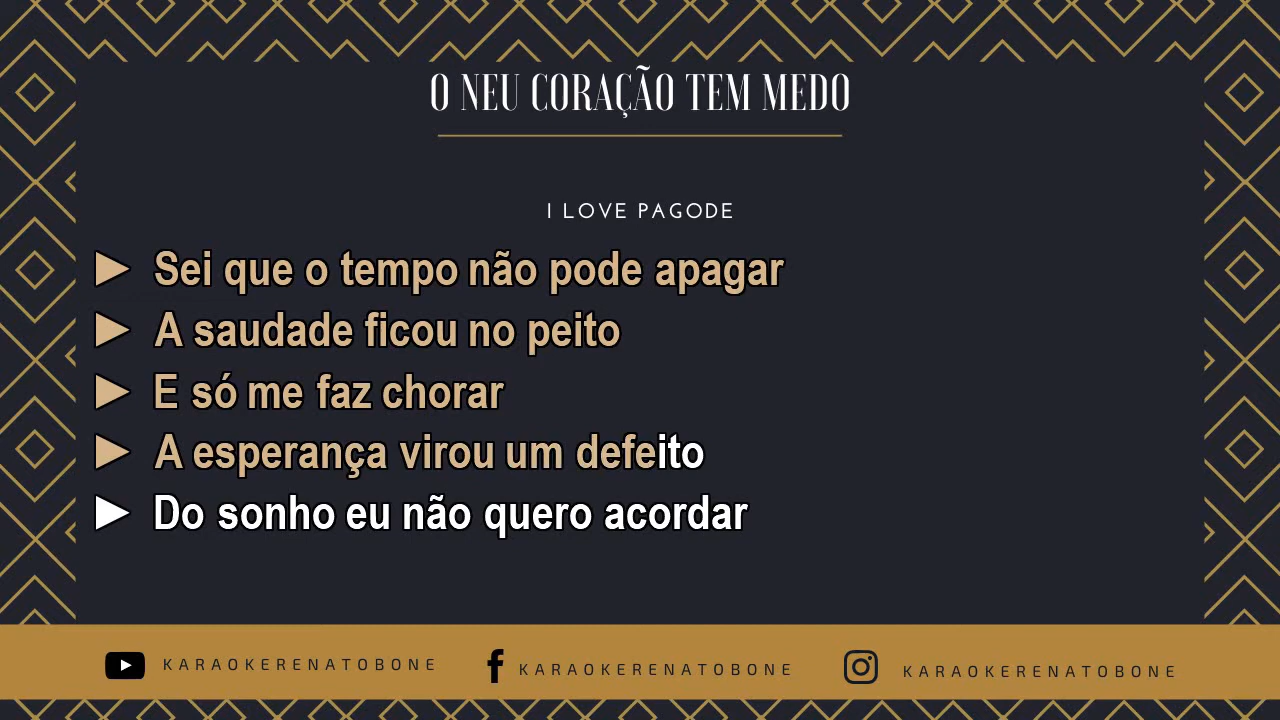 O NEU CORAÇÃO TEM MEDO
I LOVE PAGODE
Sei que o tempo não pode apagar
A saudade ficou no peito
E só me faz chorar
A esperança virou um defeito
Do sonho eu não quero acordar
KARAOKERENATOBONE KARAOKERENATOBONE KARAOKERENATOBONE